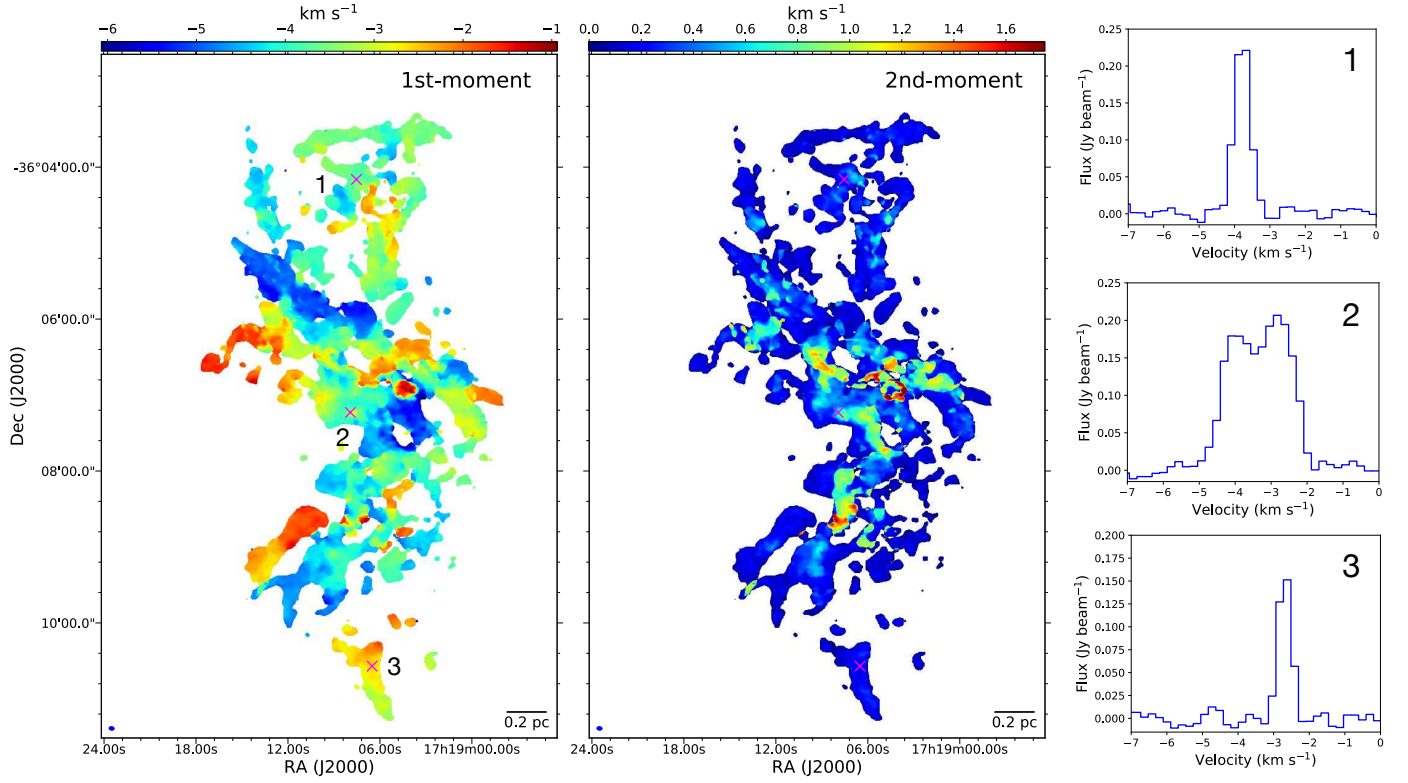 km s⁻¹
−6 −5 −4 −3 −2 −1
1st-moment
-36°04'00.0"
06'00.0"
08'00.0"
10'00.0"
Dec (J2000)
1
2
3
0.2 pc
24.00s 18.00s 12.00s 06.00s 17h19m00.00s
RA (J2000)
km s⁻¹
0.0 0.2 0.4 0.6 0.8 1.0 1.2 1.4 1.6
2nd-moment
0.2 pc
24.00s 18.00s 12.00s 06.00s 17h19m00.00s
RA (J2000)
1
0.25
0.20
0.15
0.10
0.05
0.00
Flux (Jy beam⁻¹)
−7 −6 −5 −4 −3 −2 −1 0
Velocity (km s⁻¹)
2
0.25
0.20
0.15
0.10
0.05
0.00
Flux (Jy beam⁻¹)
−7 −6 −5 −4 −3 −2 −1 0
Velocity (km s⁻¹)
3
0.200
0.175
0.150
0.125
0.100
0.075
0.050
0.025
0.000
Flux (Jy beam⁻¹)
−7 −6 −5 −4 −3 −2 −1 0
Velocity (km s⁻¹)